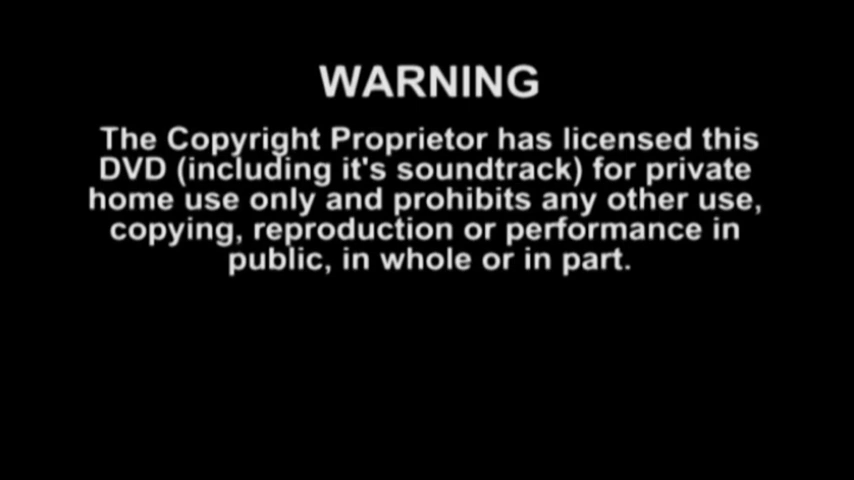 WARNING
The Copyright Proprietor has licensed this
DVD (including it's soundtrack) for private
home use only and prohibits any other use,
copying, reproduction or performance in
public, in whole or in part.